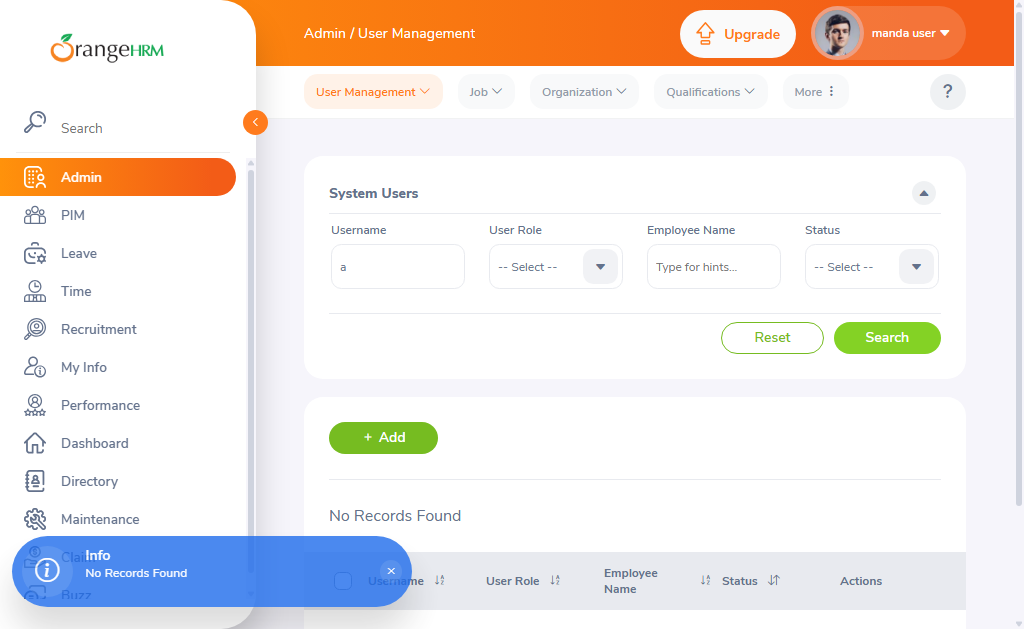 OrangeHRM
Admin / User Management
Upgrade
manda user
User Management
Job
Organization
Qualifications
More
?
Search
Admin
PIM
Leave
Time
Recruitment
My Info
Performance
Dashboard
Directory
Maintenance
Claim
Buzz
System Users
Username
User Role
Employee Name
Status
a
-- Select --
Type for hints...
-- Select --
Reset
Search
+ Add
No Records Found
Username
User Role
Employee
Name
Status
Actions
Info
No Records Found